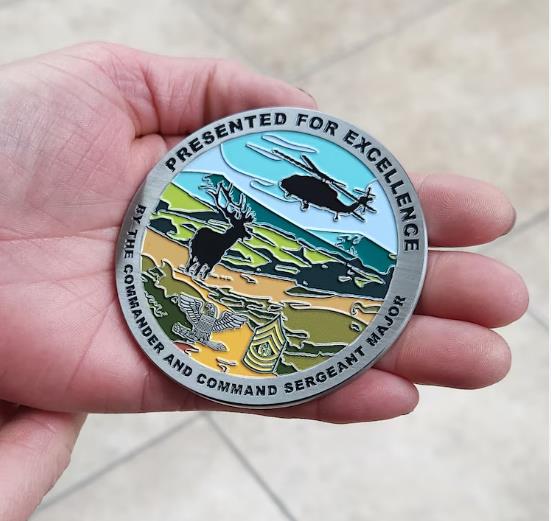 PRESENTED FOR EXCELLENCE
BY THE COMMANDER AND COMMAND SERGEANT MAJOR